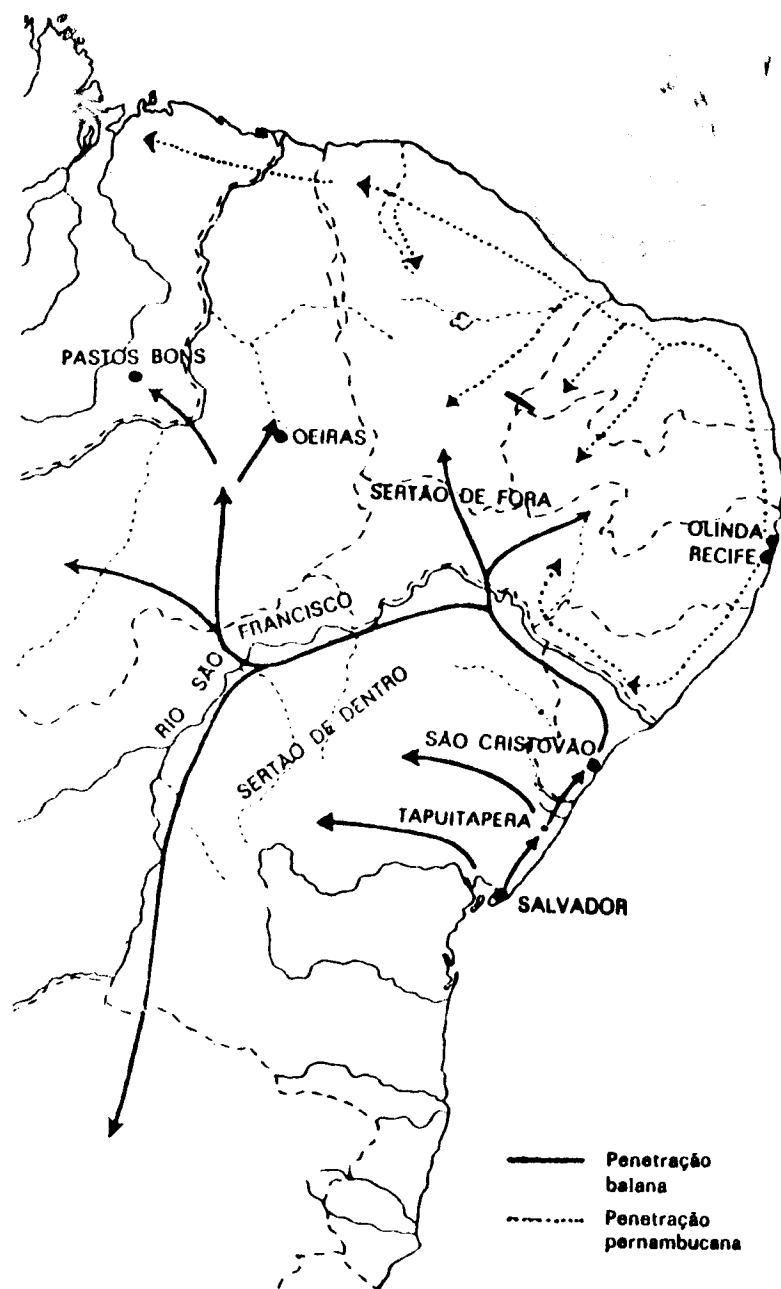 PASTOS BONS
OEIRAS
SERTÃO DE FORA
OLINDA
RECIFE
RIO SÃO FRANCISCO
SERTÃO DE DENTRO
SÃO CRISTOVÃO
TAPUITAPERA
SALVADOR
Penetração
baiana
Penetração
pernambucana